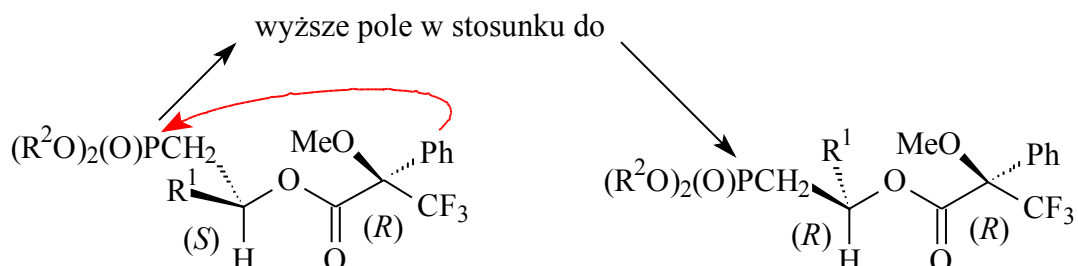 wyższe pole w stosunku do
(R²O)₂(O)PCH₂ MeO Ph
R¹ O CF₃
(S) H O (R)
R¹ MeO Ph
(R²O)₂(O)PCH₂ O CF₃
(R) H O (R)